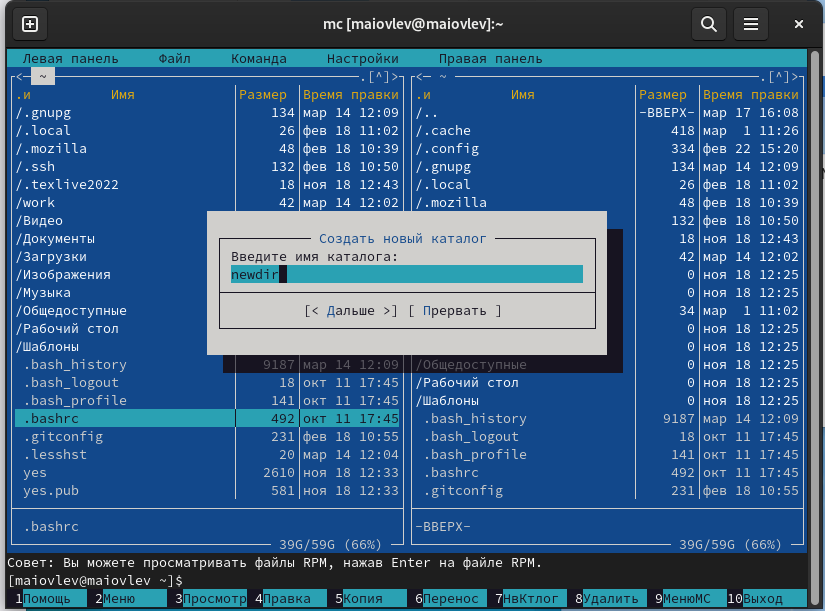 mc [maiovlev@maiovlev]:~
Левая панель Файл Команда Настройки Правая панель
<— ~ .[^]> <— ~ .[^]>
.и Имя Размер Время правки .и Имя Размер Время правки
/.gnupg 134 мар 14 12:09 /.. -ВВЕРХ- мар 17 16:08
/.local 26 фев 18 11:02 /.cache 418 мар 1 11:26
/.mozilla 48 фев 18 10:39 /.config 334 фев 22 15:20
/.ssh 132 фев 18 10:50 /.gnupg 134 мар 14 12:09
/.texlive2022 18 ноя 18 12:43 /.local 26 фев 18 11:02
/work 42 мар 14 12:02 /.mozilla 48 фев 18 10:39
/Видео 132 фев 18 10:50
/Документы Создать новый каталог 18 ноя 18 12:43
/Загрузки Введите имя каталога: 42 мар 14 12:02
/Изображения newdir 0 ноя 18 12:25
/Музыка 0 ноя 18 12:25
/Общедоступные [< Дальше >] [ Прервать ] 34 мар 1 11:02
/Рабочий стол 0 ноя 18 12:25
/Шаблоны 0 ноя 18 12:25
.bash_history 9187 мар 14 12:09 /Общедоступные 0 ноя 18 12:25
.bash_logout 18 окт 11 17:45 /Рабочий стол 0 ноя 18 12:25
.bash_profile 141 окт 11 17:45 /Шаблоны 0 ноя 18 12:25
.bashrc 492 окт 11 17:45 .bash_history 9187 мар 14 12:09
.gitconfig 231 фев 18 10:55 .bash_logout 18 окт 11 17:45
.lesshst 20 мар 14 12:04 .bash_profile 141 окт 11 17:45
yes 2610 ноя 18 12:33 .bashrc 492 окт 11 17:45
yes.pub 581 ноя 18 12:33 .gitconfig 231 фев 18 10:55
.bashrc -ВВЕРХ-
39G/59G (66%) 39G/59G (66%)
Совет: Вы можете просматривать файлы RPM, нажав Enter на файле RPM.
[maiovlev@maiovlev ~]$
1Помощь 2Меню 3Просмотр 4Правка 5Копия 6Перенос 7НвКтлог 8Удалить 9МенюМС 10Выход